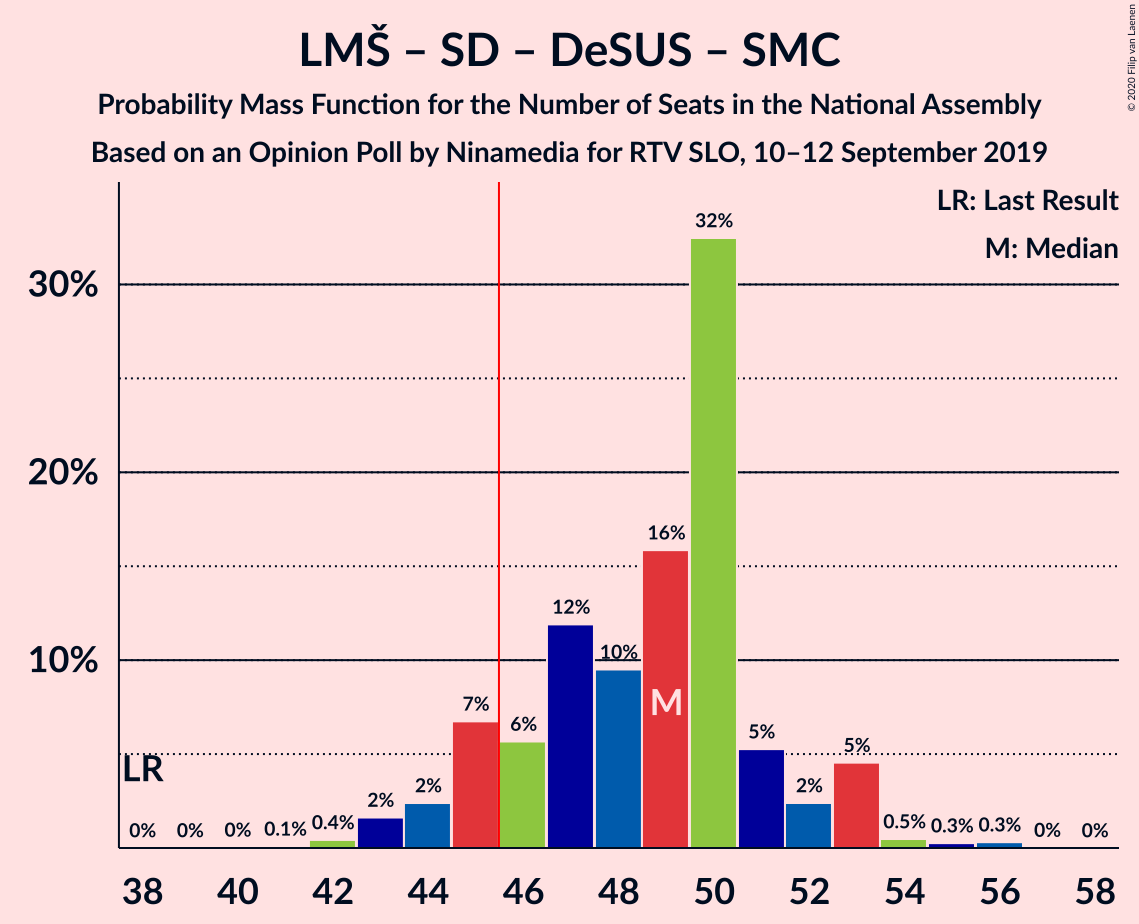 LMŠ – SD – DeSUS – SMC
Probability Mass Function for the Number of Seats in the National Assembly
Based on an Opinion Poll by Ninamedia for RTV SLO, 10–12 September 2019
© 2020 Filip van Laenen
LR: Last Result
M: Median
30%
20%
10%
LR
M
0% 0% 0% 0.1% 0.4% 2% 2% 7% 6% 12% 10% 16% 32% 5% 2% 5% 0.5% 0.3% 0.3% 0% 0%
38 40 42 44 46 48 50 52 54 56 58